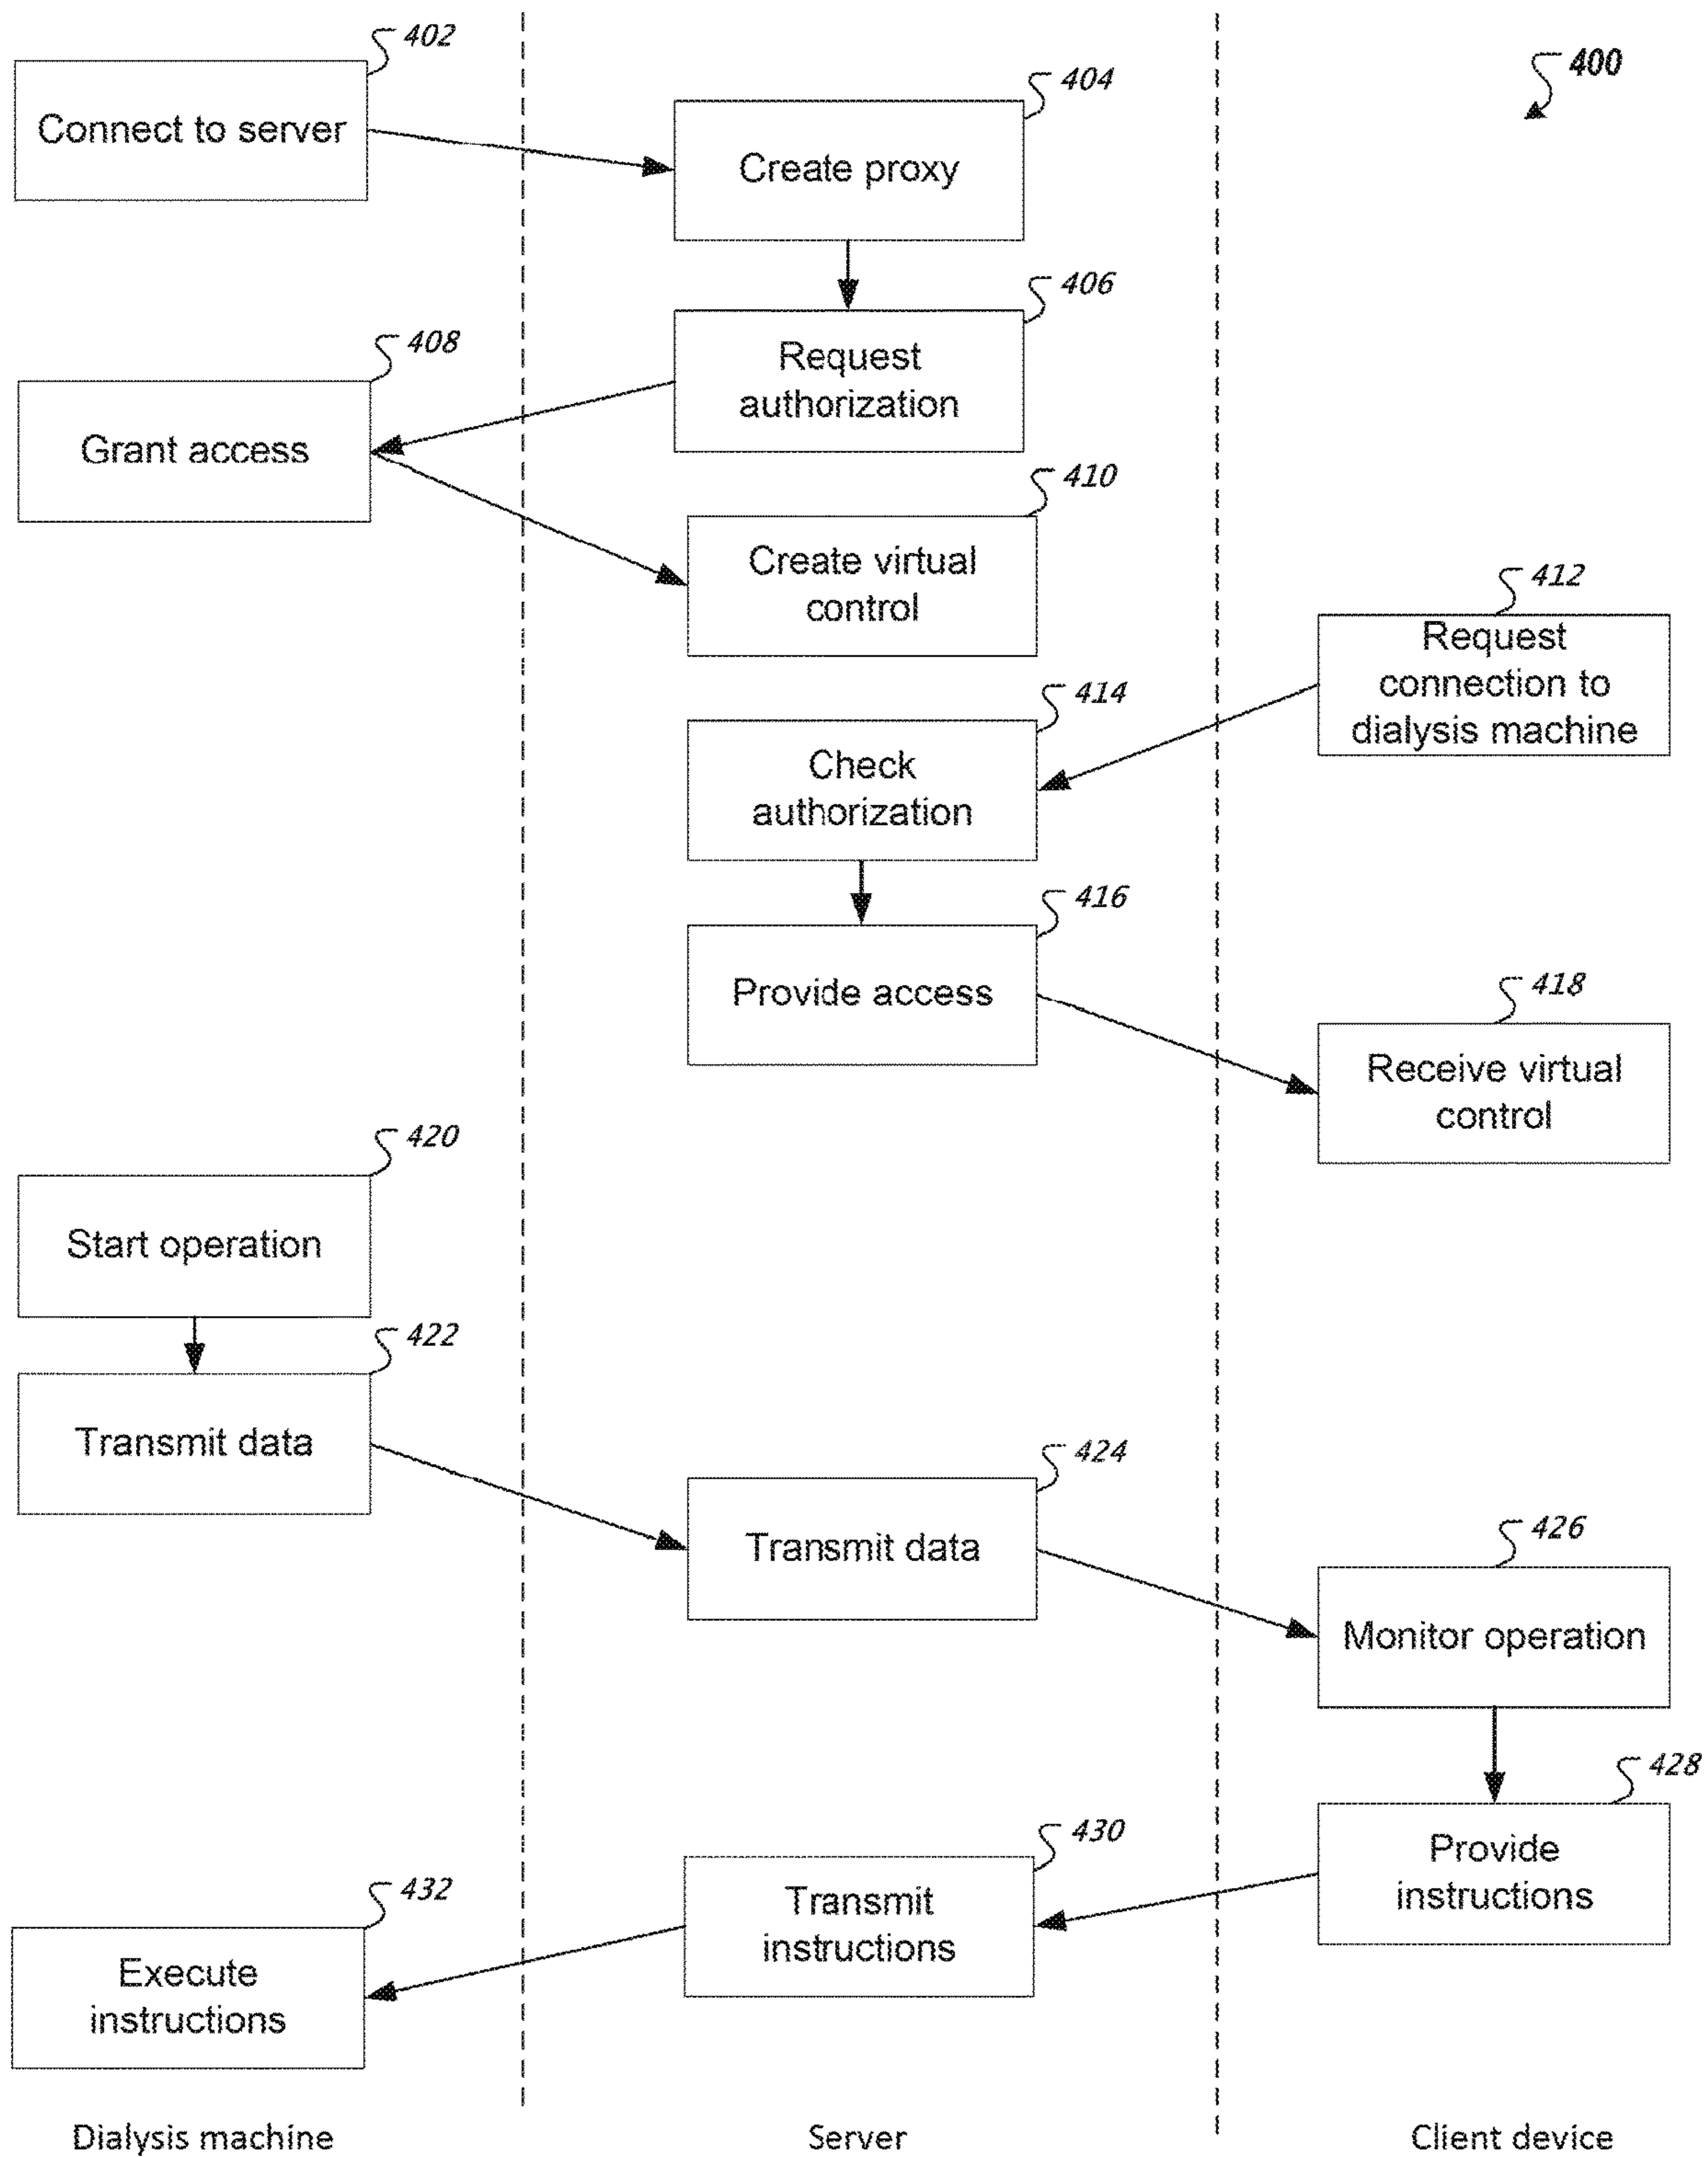 402
Connect to server
404
Create proxy
400
406
Request
authorization
408
Grant access
410
Create virtual
control
412
Request
connection to
dialysis machine
414
Check
authorization
416
Provide access
418
Receive virtual
control
420
Start operation
422
Transmit data
424
Transmit data
426
Monitor operation
428
Provide
instructions
430
Transmit
instructions
432
Execute
instructions
Dialysis machine
Server
Client device